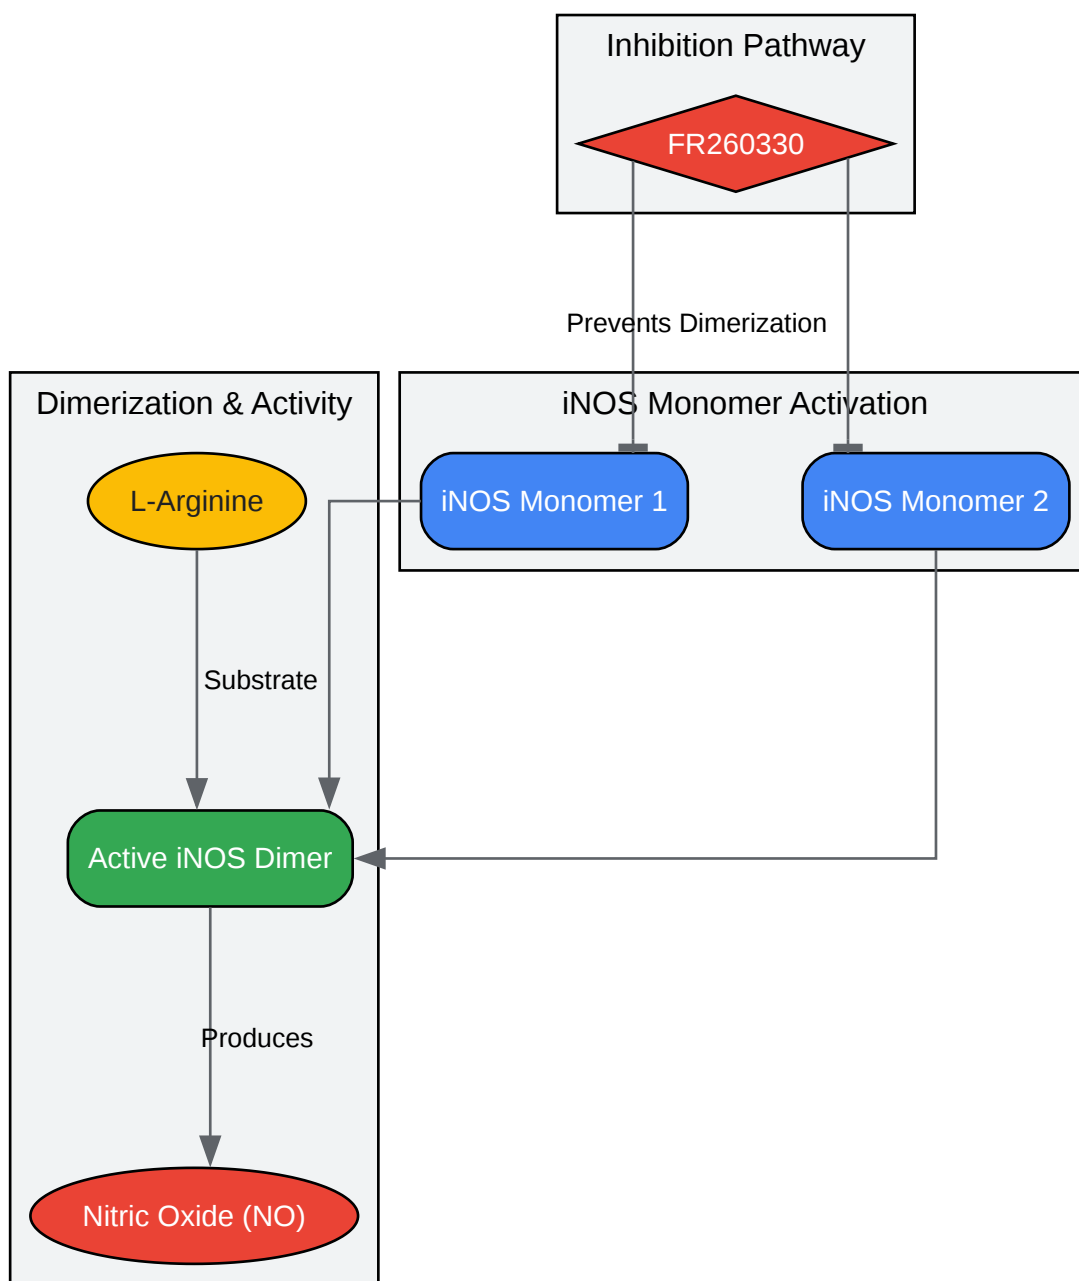 Inhibition Pathway
FR260330
Prevents Dimerization
Dimerization & Activity
iNOS Monomer Activation
L-Arginine
iNOS Monomer 1
iNOS Monomer 2
Substrate
Active iNOS Dimer
Produces
Nitric Oxide (NO)